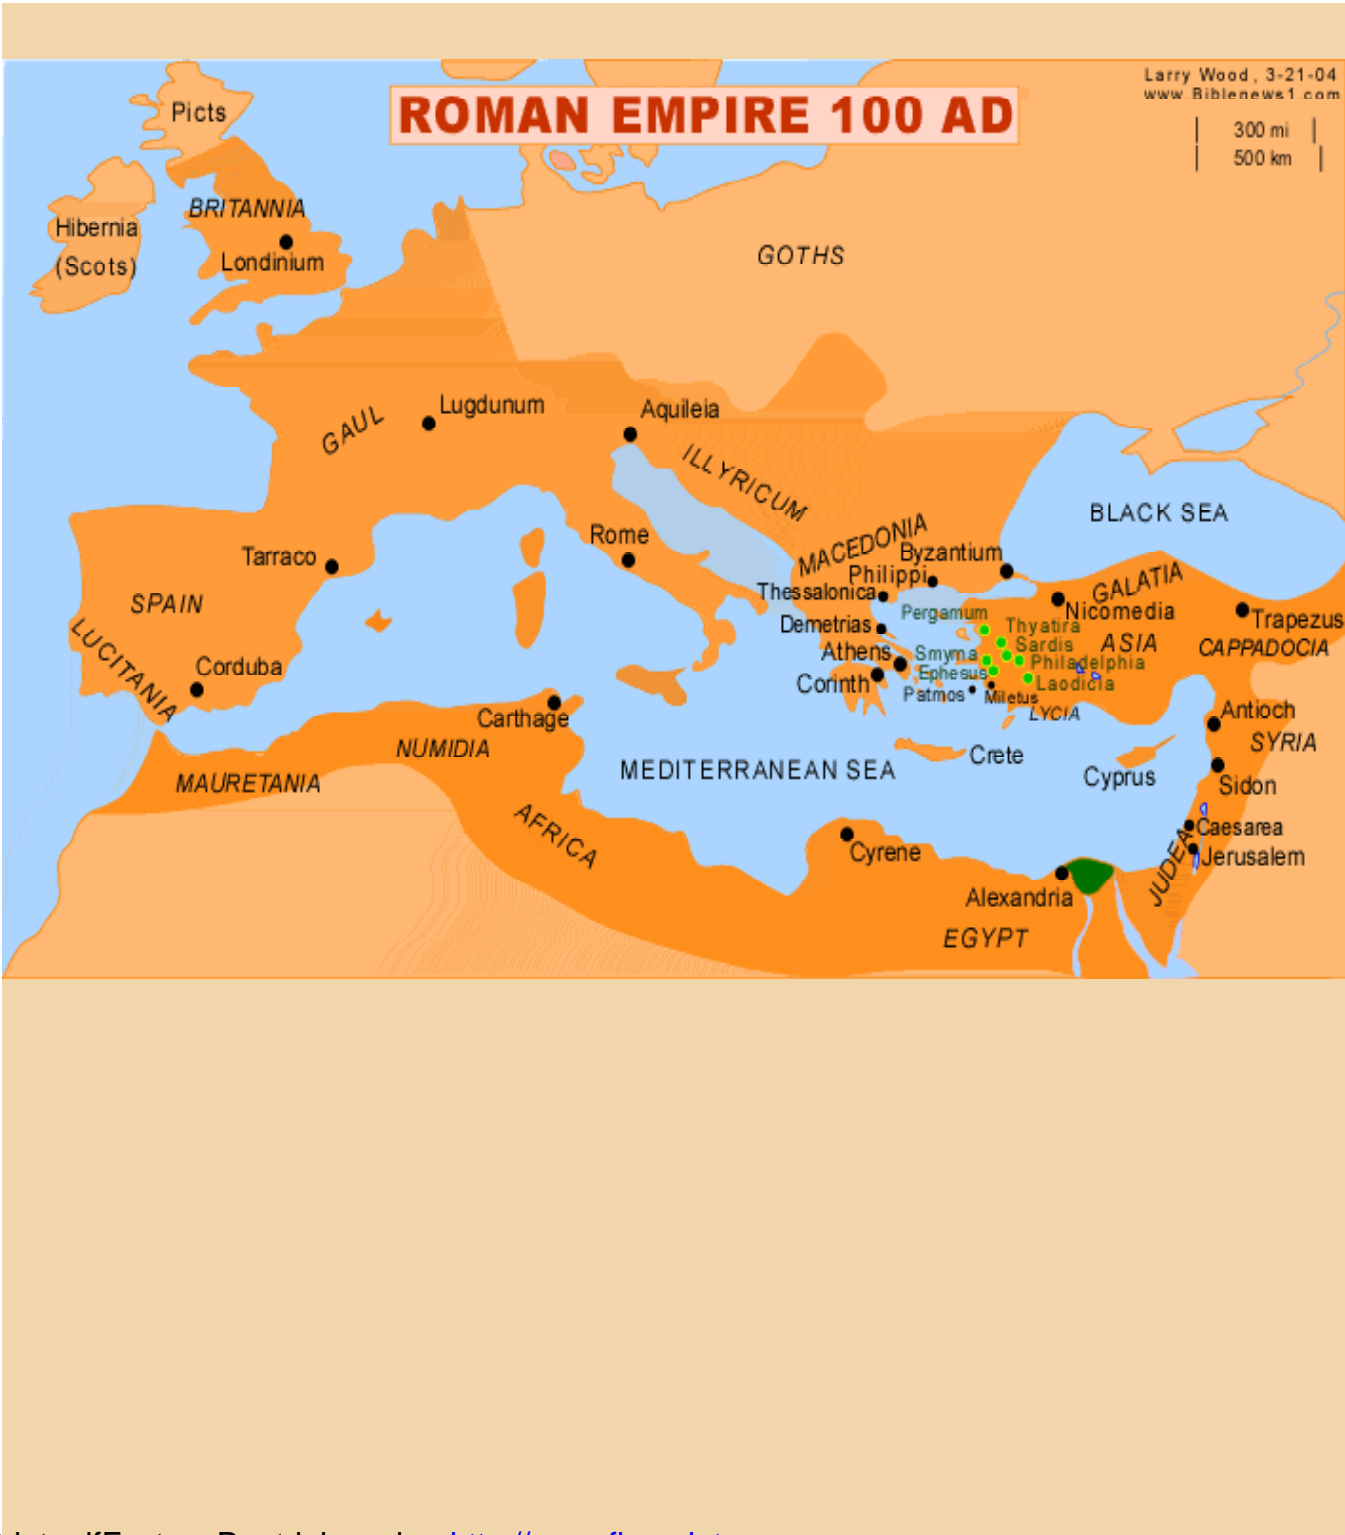 Larry Wood, 3-21-04
www.Biblenews1.com
ROMAN EMPIRE 100 AD
300 mi
500 km
Picts
BRITANNIA
Hibernia
(Scots)
Londinium
GOTHS
Lugdunum
GAUL
Aquileia
ILLYRICUM
BLACK SEA
Rome
MACEDONIA
Byzantium
Tarraco
Philippi
GALATIA
Thessalonica
SPAIN
Pergamum
Nicomedia
Trapezus
Demetrias
Thyatira
LUCITANIA
Athens
Smyrna
Sardis
ASIA
CAPPADOCIA
Corduba
Ephesus
Philadelphia
Corinth
Patmos
Miletus
Laodicia
Carthage
LYCIA
Antioch
NUMIDIA
SYRIA
Crete
MEDITERRANEAN SEA
Cyprus
MAURETANIA
Sidon
AFRICA
Caesarea
Cyrene
Jerusalem
JUDEA
Alexandria
EGYPT